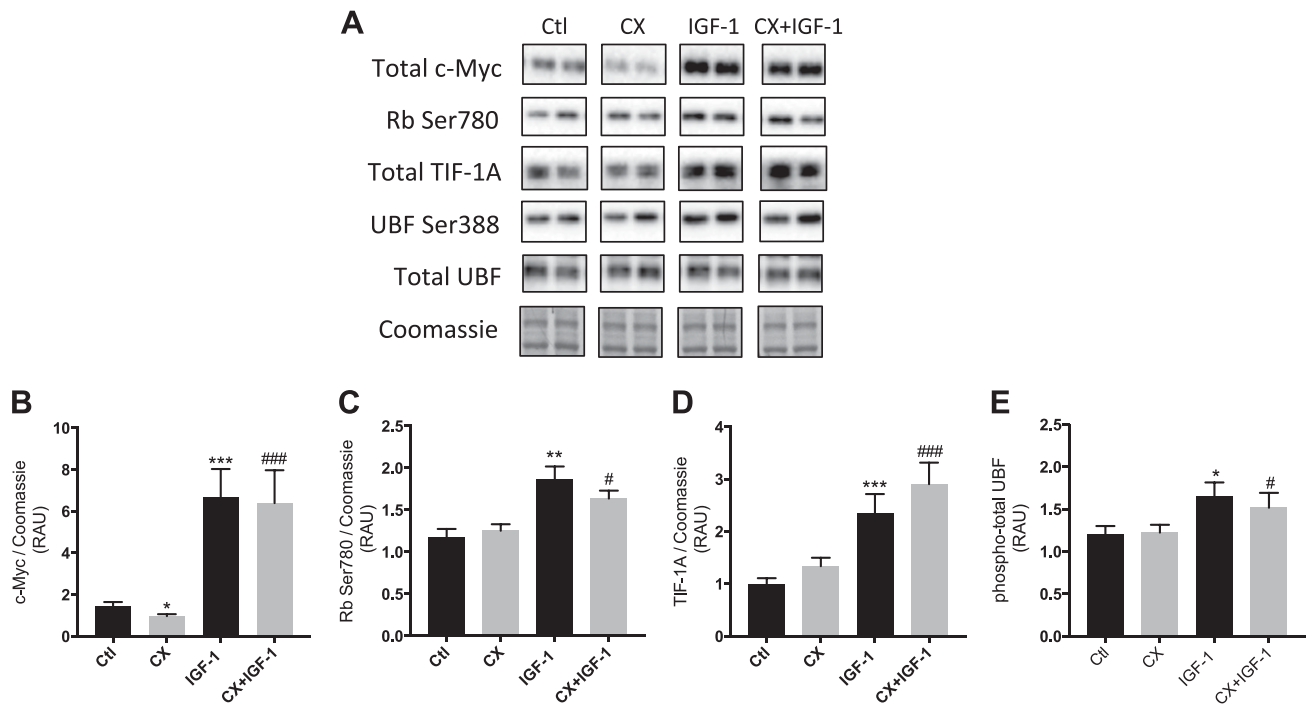 A
Ctl CX IGF-1 CX+IGF-1
Total c-Myc
Rb Ser780
Total TIF-1A
UBF Ser388
Total UBF
Coomassie
B
c-Myc / Coomassie
(RAU)
10
8
6
4
2
0
*
***
###
Ctl
CX
IGF-1
CX+IGF-1
C
Rb Ser780 / Coomassie
(RAU)
2.5
2.0
1.5
1.0
0.5
0.0
**
#
Ctl
CX
IGF-1
CX+IGF-1
D
TIF-1A / Coomassie
(RAU)
4
3
2
1
0
***
###
Ctl
CX
IGF-1
CX+IGF-1
E
phospho-total UBF
(RAU)
2.5
2.0
1.5
1.0
0.5
0.0
*
#
Ctl
CX
IGF-1
CX+IGF-1